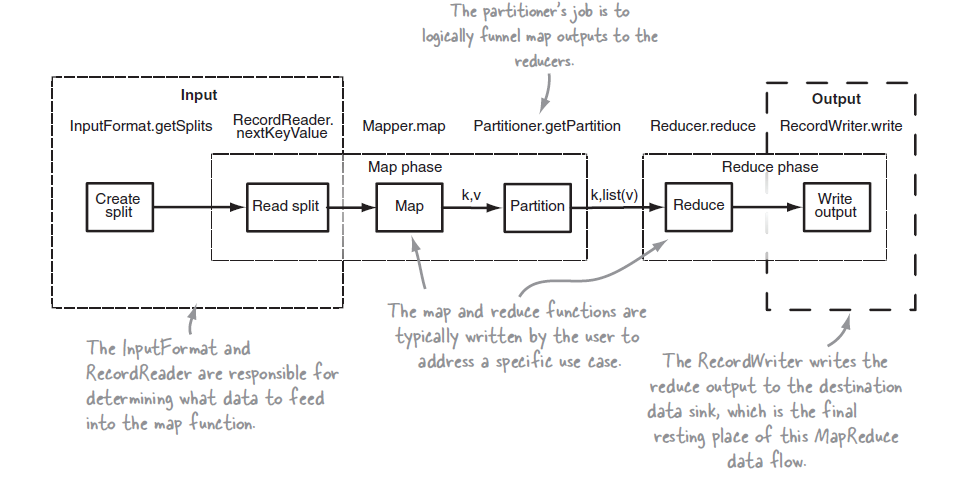 The partitioner's job is to
logically funnel map outputs to the
reducers.
Input
Output
InputFormat.getSplits
RecordReader.
nextKeyValue
Mapper.map
Partitioner.getPartition
Reducer.reduce
RecordWriter.write
Map phase
Reduce phase
Create
split
Read split
Map
k,v
Partition
k,list(v)
Reduce
Write
output
The InputFormat and
RecordReader are responsible for
determining what data to feed
into the map function.
The map and reduce functions are
typically written by the user to
address a specific use case.
The RecordWriter writes the
reduce output to the destination
data sink, which is the final
resting place of this MapReduce
data flow.